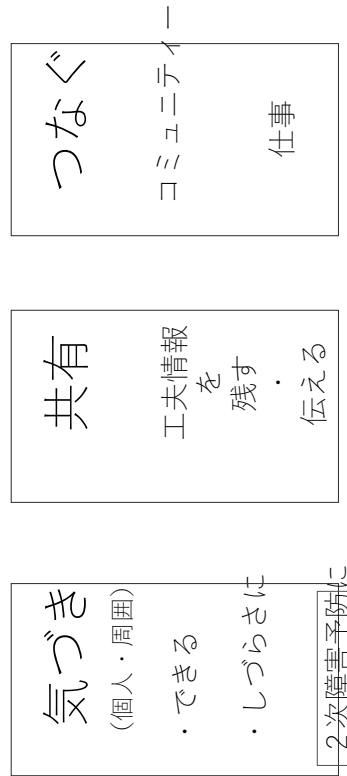 気づき
(個人・周囲)
・できる
・しづらさに
２次障害予防に
共有
工夫情報
を
残す
・
伝える
つなぐ
コミュニティー
仕事